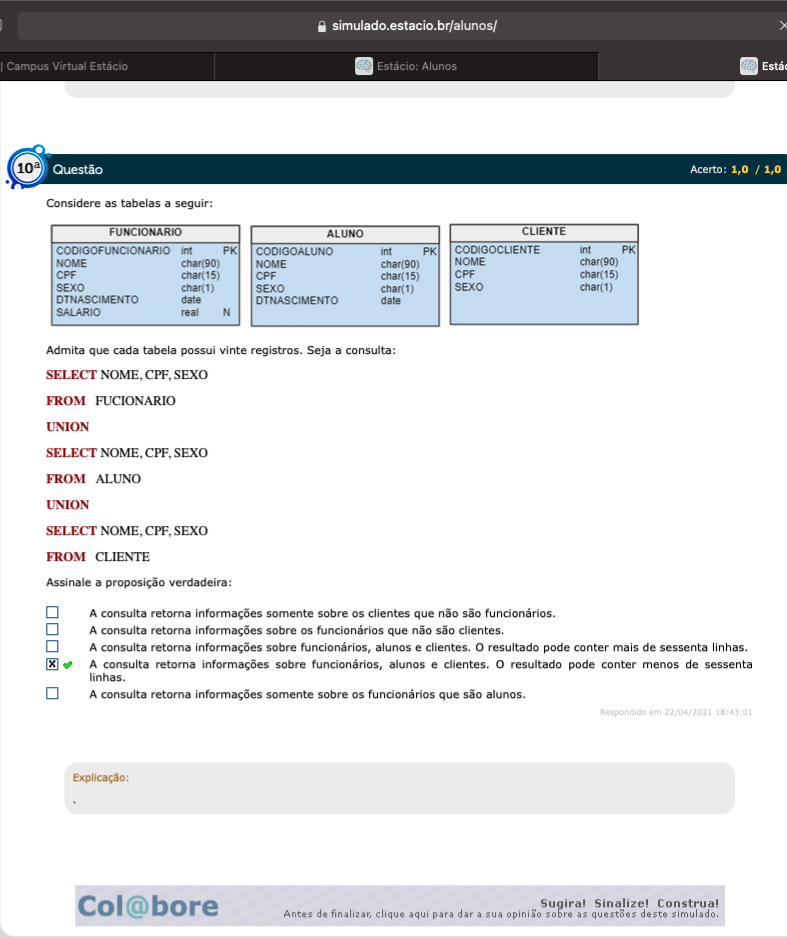 simulado.estacio.br/alunos/
| Campus Virtual Estácio
Estácio: Alunos
Estác
10ª Questão
Acerto: 1,0 / 1,0
Considere as tabelas a seguir:
FUNCIONARIO
CODIGOFUNCIONARIO int PK
NOME char(90)
CPF char(15)
SEXO char(1)
DTNASCIMENTO date
SALARIO real N
ALUNO
CODIGOALUNO int PK
NOME char(90)
CPF char(15)
SEXO char(1)
DTNASCIMENTO date
CLIENTE
CODIGOCLIENTE int PK
NOME char(90)
CPF char(15)
SEXO char(1)
Admita que cada tabela possui vinte registros. Seja a consulta:
SELECT NOME, CPF, SEXO
FROM FUCIONARIO
UNION
SELECT NOME, CPF, SEXO
FROM ALUNO
UNION
SELECT NOME, CPF, SEXO
FROM CLIENTE
Assinale a proposição verdadeira:
A consulta retorna informações somente sobre os clientes que não são funcionários.
A consulta retorna informações sobre os funcionários que não são clientes.
A consulta retorna informações sobre funcionários, alunos e clientes. O resultado pode conter mais de sessenta linhas.
A consulta retorna informações sobre funcionários, alunos e clientes. O resultado pode conter menos de sessenta
linhas.
A consulta retorna informações somente sobre os funcionários que são alunos.
Respondido em 22/04/2021 18:43:01
Explicação:
.
Col@bore
Sugira! Sinalize! Construa!
Antes de finalizar, clique aqui para dar a sua opinião sobre as questões deste simulado.